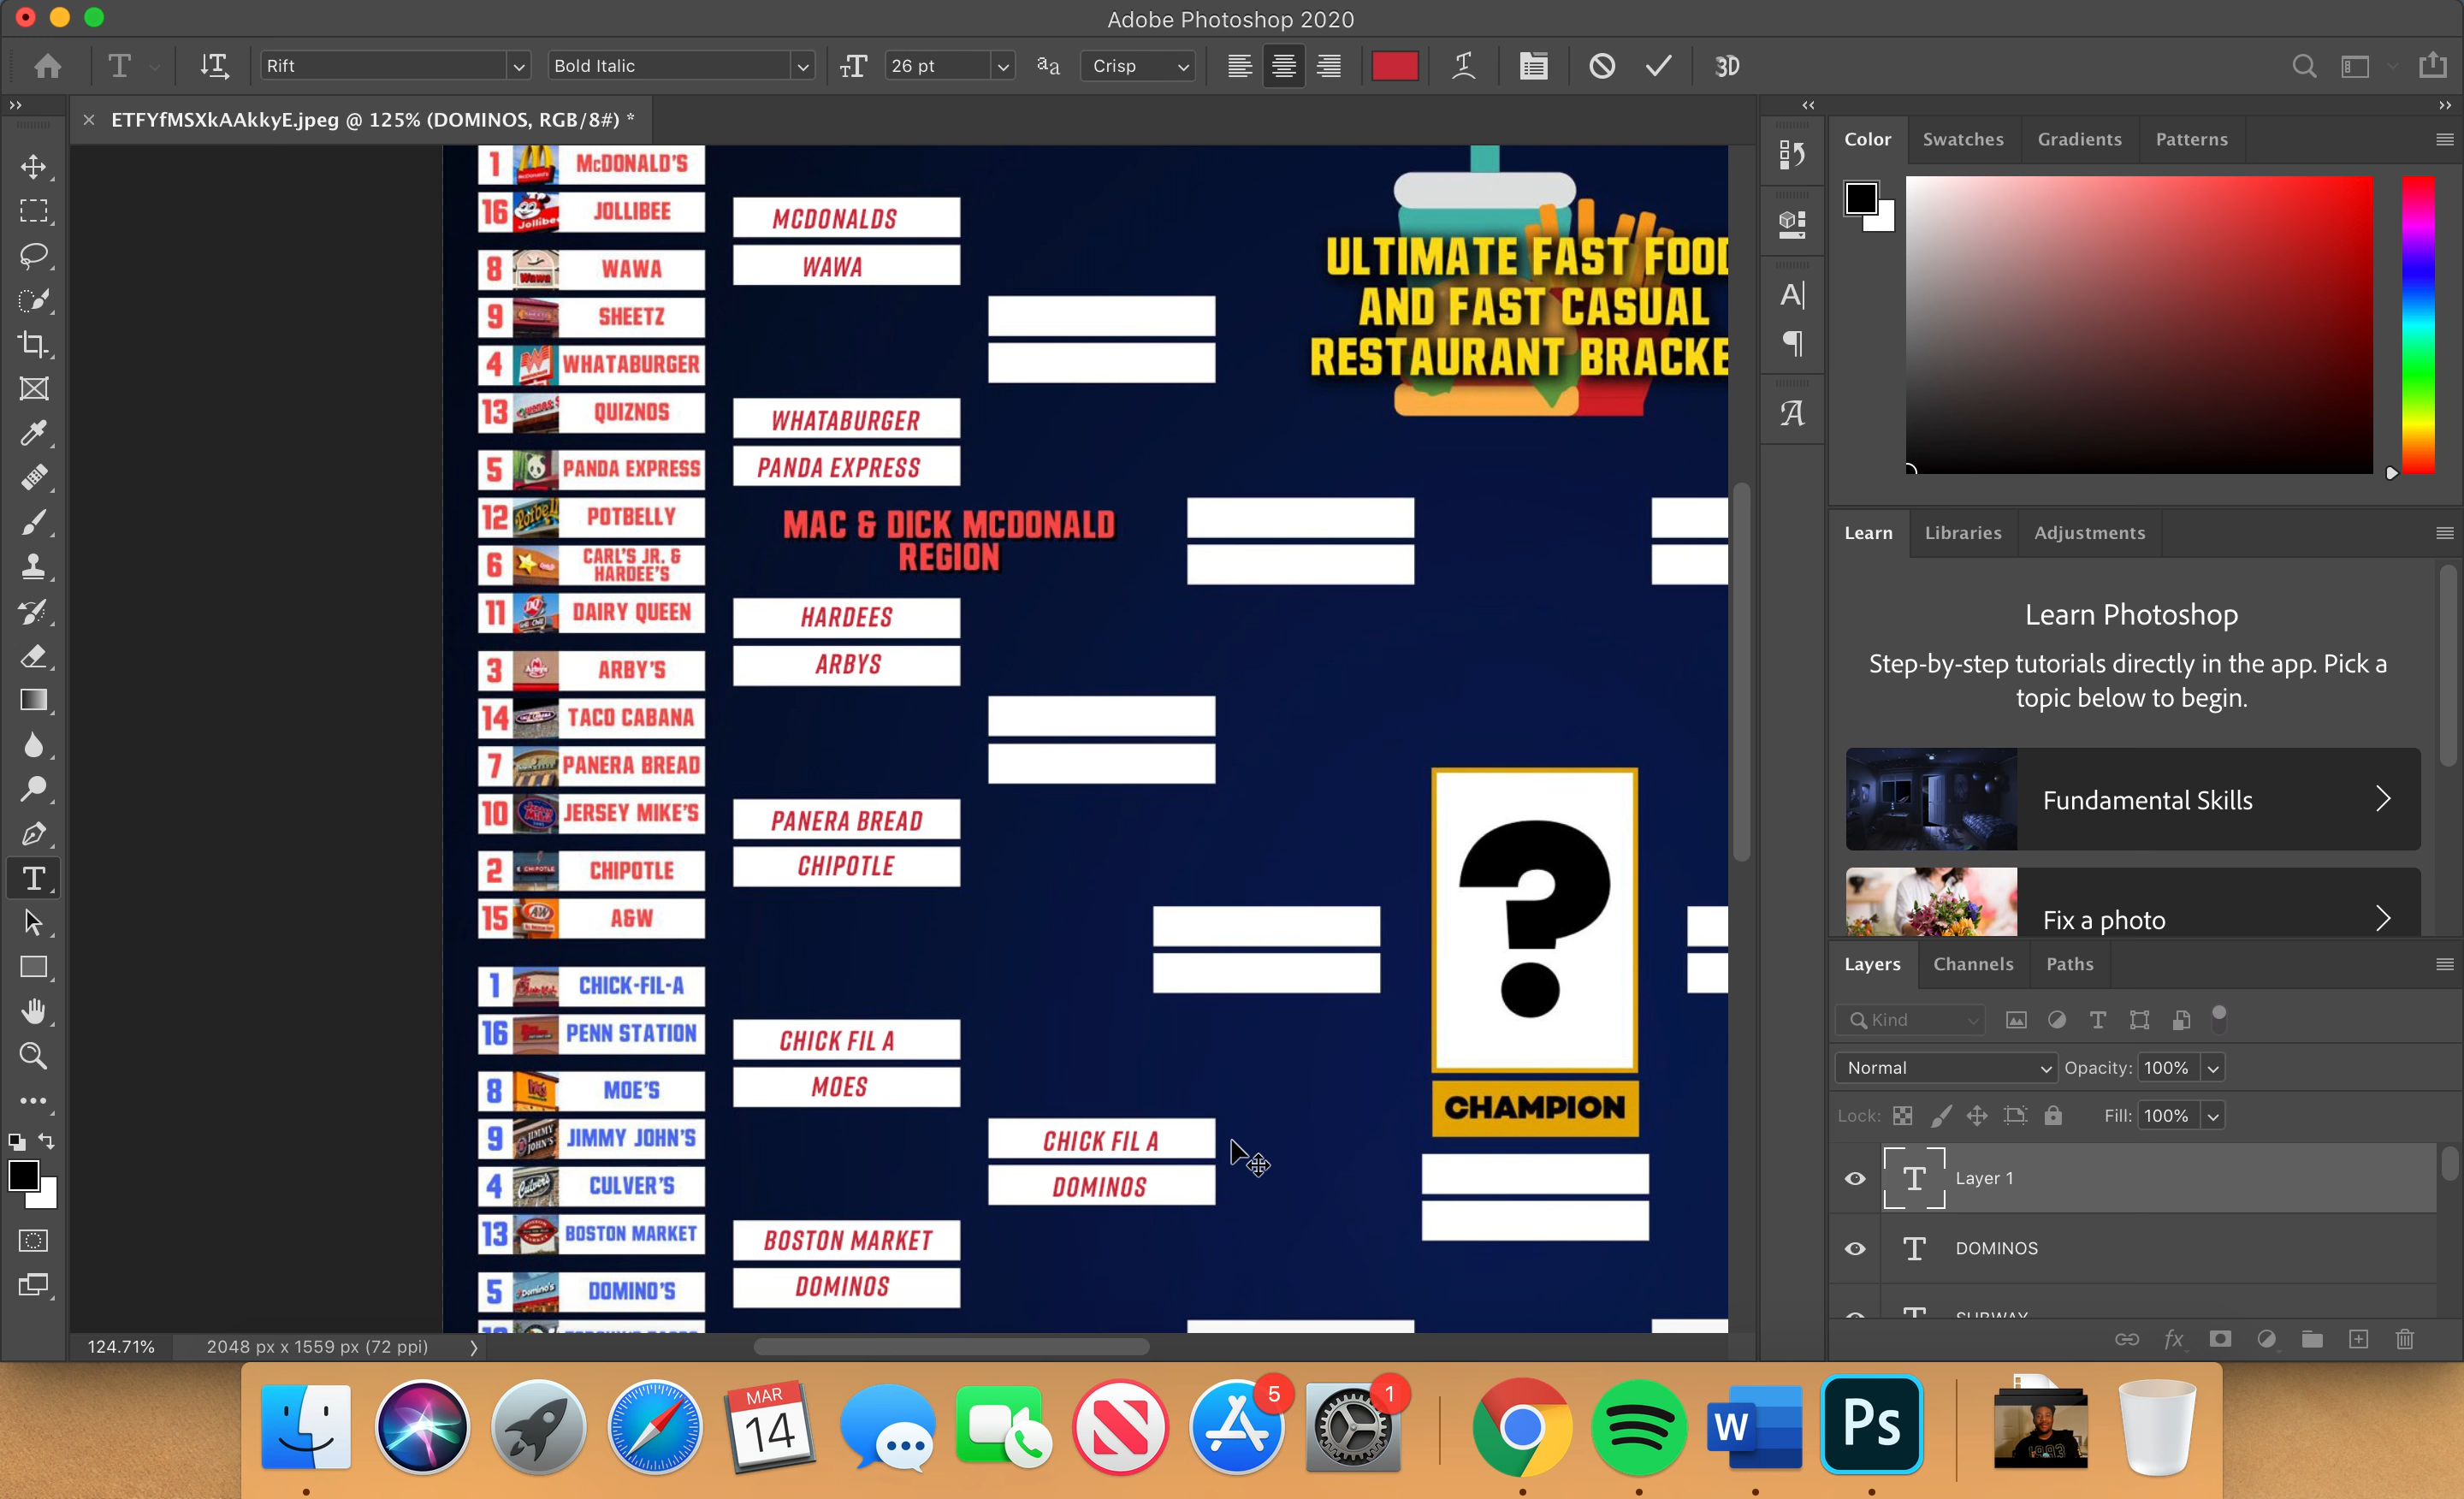 Adobe Photoshop 2020
Rift
Bold Italic
26 pt
Crisp
3D
ETFYfMSXkAAkkyE.jpeg @ 125% (DOMINOS, RGB/8#) *
1 McDONALD'S
16 JOLLIBEE
8 WAWA
9 SHEETZ
4 WHATABURGER
13 QUIZNOS
5 PANDA EXPRESS
12 POTBELLY
6 CARL'S JR. &
HARDEE'S
11 DAIRY QUEEN
3 ARBY'S
14 TACO CABANA
7 PANERA BREAD
10 JERSEY MIKE'S
2 CHIPOTLE
15 A&W
1 CHICK-FIL-A
16 PENN STATION
8 MOE'S
9 JIMMY JOHN'S
4 CULVER'S
13 BOSTON MARKET
5 DOMINO'S
MCDONALDS
WAWA
WHATABURGER
PANDA EXPRESS
MAC & DICK MCDONALD
REGION
HARDEES
ARBYS
PANERA BREAD
CHIPOTLE
CHICK FIL A
MOES
CHICK FIL A
DOMINOS
BOSTON MARKET
DOMINOS
ULTIMATE FAST FOOD
AND FAST CASUAL
RESTAURANT BRACKE
?
CHAMPION
124.71%
2048 px x 1559 px (72 ppi)
Color
Swatches
Gradients
Patterns
Learn
Libraries
Adjustments
Learn Photoshop
Step-by-step tutorials directly in the app. Pick a
topic below to begin.
Fundamental Skills
Fix a photo
Layers
Channels
Paths
Kind
Normal
Opacity: 100%
Lock:
Fill: 100%
Layer 1
DOMINOS
SUBWAY
MAR
14
5
1
W
Ps